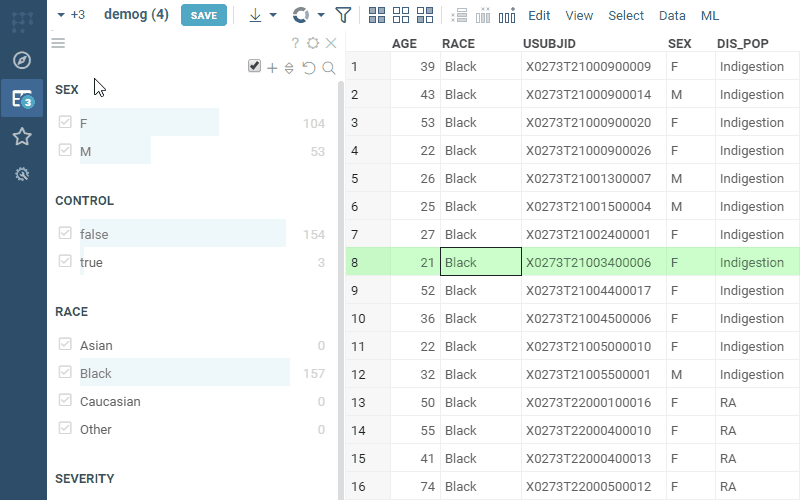 +3 demog (4) SAVE Edit View Select Data ML
3
?
SEX
F 104
M 53
CONTROL
false 154
true 3
RACE
Asian 0
Black 157
Caucasian 0
Other 0
SEVERITY
AGE RACE USUBJID SEX DIS_POP
1 39 Black X0273T21000900009 F Indigestion
2 43 Black X0273T21000900014 M Indigestion
3 53 Black X0273T21000900020 F Indigestion
4 22 Black X0273T21000900026 F Indigestion
5 26 Black X0273T21001300007 M Indigestion
6 25 Black X0273T21001500004 M Indigestion
7 27 Black X0273T21002400001 F Indigestion
8 21 Black X0273T21003400006 F Indigestion
9 52 Black X0273T21004400017 F Indigestion
10 36 Black X0273T21004500006 F Indigestion
11 22 Black X0273T21005000010 F Indigestion
12 32 Black X0273T21005500001 M Indigestion
13 50 Black X0273T22000100016 F RA
14 55 Black X0273T22000400010 F RA
15 41 Black X0273T22000400013 F RA
16 74 Black X0273T22000500012 F RA